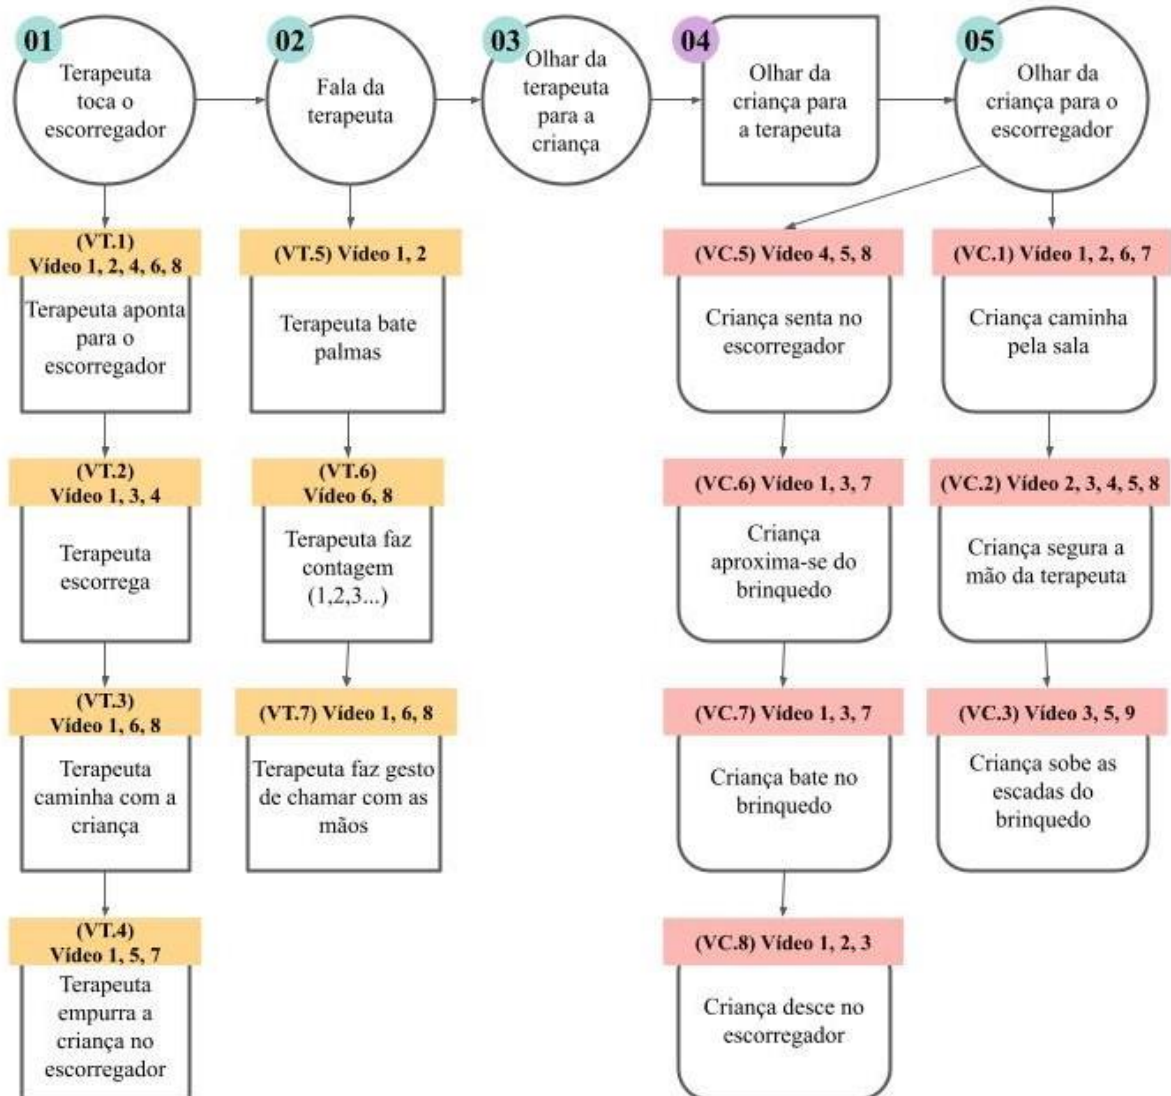 01
Terapeuta
toca o
escorregador
02
Fala da
terapeuta
03
Olhar da
terapeuta
para a
criança
04
Olhar da
criança para
a terapeuta
05
Olhar da
criança para o
escorregador
(VT.1)
Vídeo 1, 2, 4, 6, 8
Terapeuta aponta
para o
escorregador
(VT.2)
Vídeo 1, 3, 4
Terapeuta
escorrega
(VT.3)
Vídeo 1, 6, 8
Terapeuta
caminha com a
criança
(VT.4)
Vídeo 1, 5, 7
Terapeuta
empurra a
criança no
escorregador
(VT.5) Vídeo 1, 2
Terapeuta bate
palmas
(VT.6)
Vídeo 6, 8
Terapeuta faz
contagem
(1,2,3...)
(VT.7) Vídeo 1, 6, 8
Terapeuta faz gesto
de chamar com as
mãos
(VC.5) Vídeo 4, 5, 8
Criança senta no
escorregador
(VC.6) Vídeo 1, 3, 7
Criança
aproxima-se do
brinquedo
(VC.7) Vídeo 1, 3, 7
Criança bate no
brinquedo
(VC.8) Vídeo 1, 2, 3
Criança desce no
escorregador
(VC.1) Vídeo 1, 2, 6, 7
Criança caminha
pela sala
(VC.2) Vídeo 2, 3, 4, 5, 8
Criança segura a
mão da terapeuta
(VC.3) Vídeo 3, 5, 9
Criança sobe as
escadas do
brinquedo